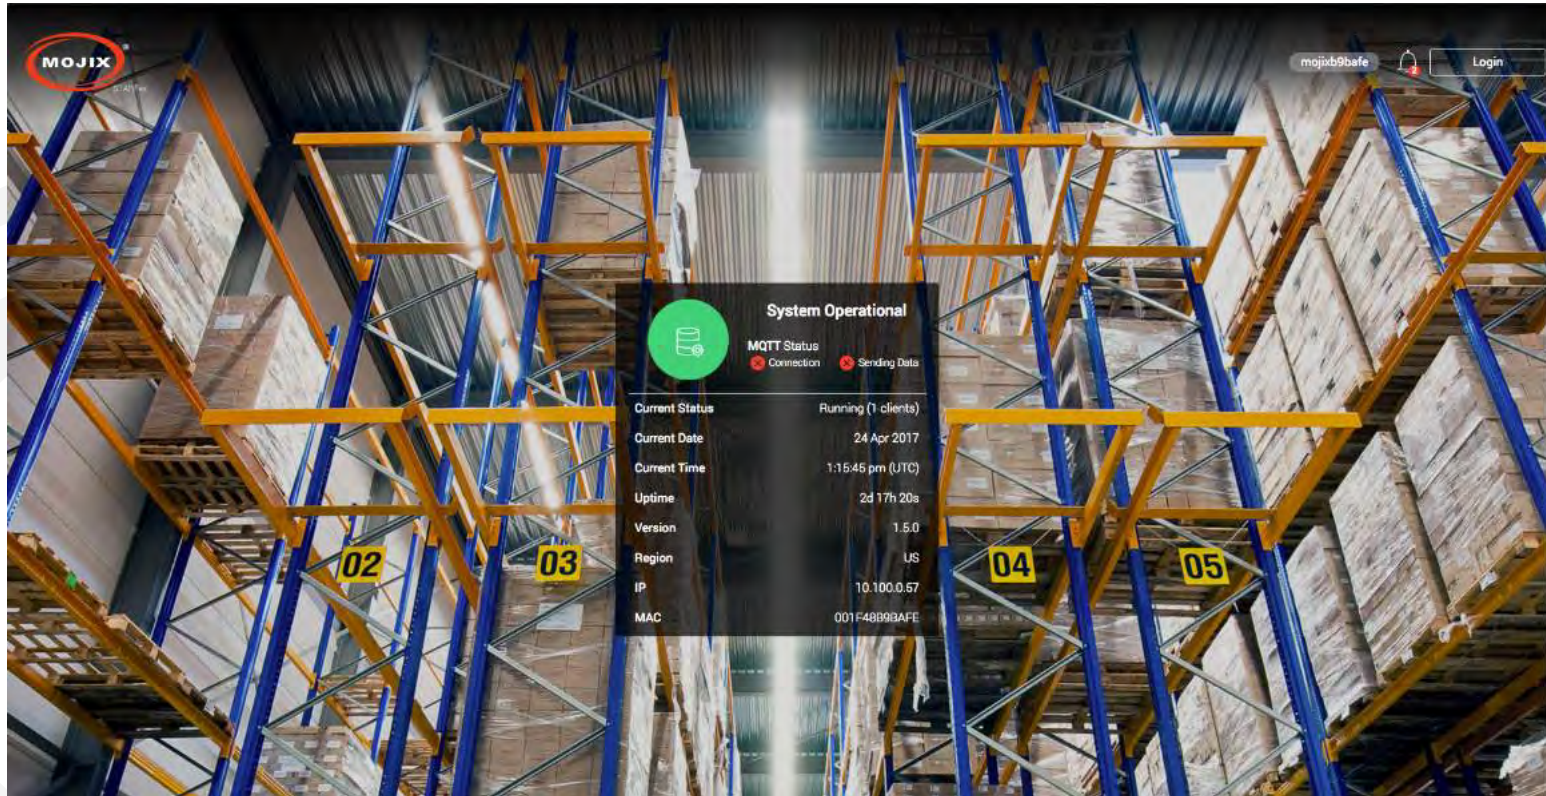 MOJIX
STARflex
mojixb9bafe
2
Login
System Operational
MQTT Status
Connection Sending Data
Current Status Running (1 clients)
Current Date 24 Apr 2017
Current Time 1:15:45 pm (UTC)
Uptime 2d 17h 20s
Version 1.5.0
Region US
IP 10.100.0.57
MAC 001F48B9BAFE
02
03
04
05